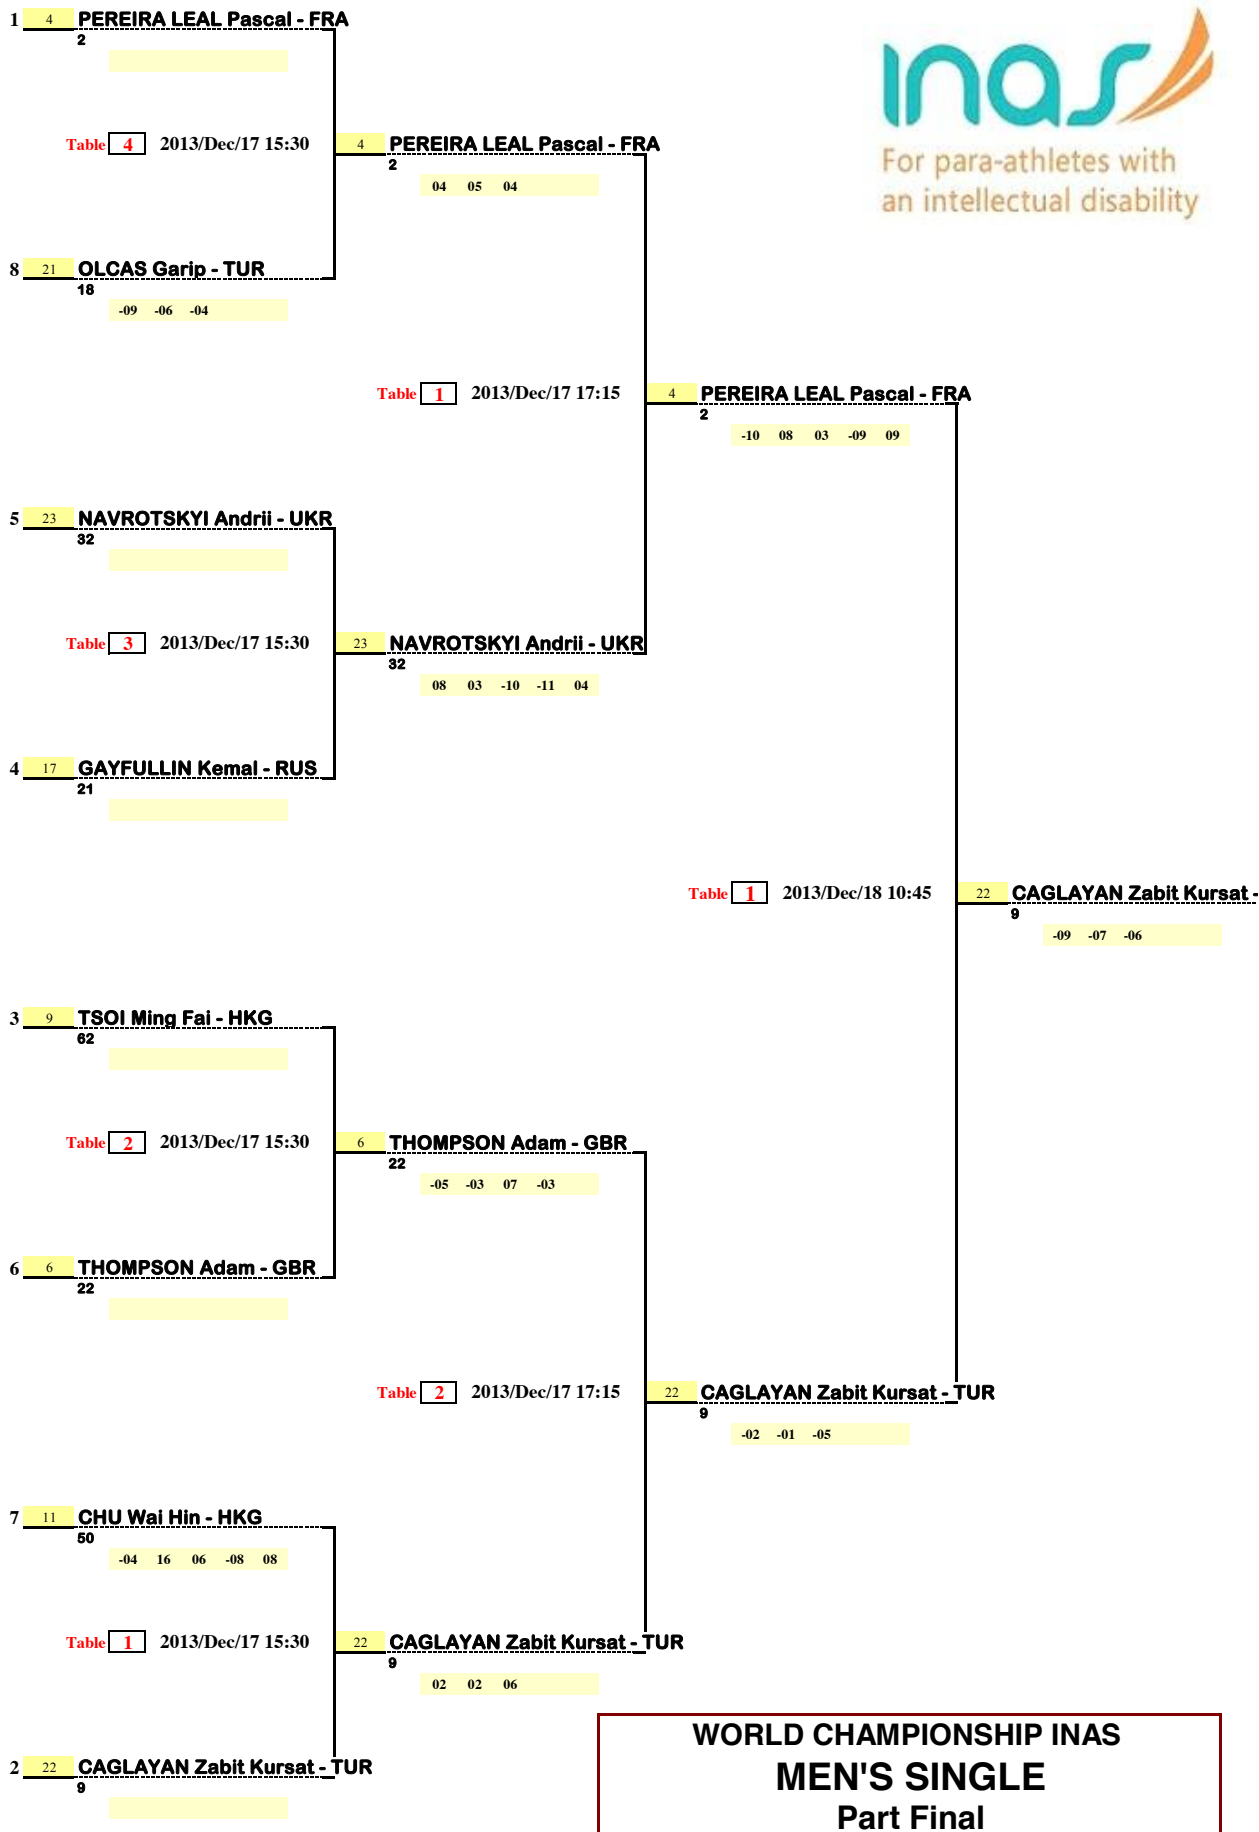 1 4 PEREIRA LEAL Pascal - FRA
2
inas
For para-athletes with
an intellectual disability
Table 4 2013/Dec/17 15:30
4 PEREIRA LEAL Pascal - FRA
2
04 05 04
8 21 OLCAS Garip - TUR
18
-09 -06 -04
Table 1 2013/Dec/17 17:15
4 PEREIRA LEAL Pascal - FRA
2
-10 08 03 -09 09
5 23 NAVROTSKYI Andrii - UKR
32
Table 3 2013/Dec/17 15:30
23 NAVROTSKYI Andrii - UKR
32
08 03 -10 -11 04
4 17 GAYFULLIN Kemal - RUS
21
Table 1 2013/Dec/18 10:45
22 CAGLAYAN Zabit Kursat -
9
-09 -07 -06
3 9 TSOI Ming Fai - HKG
62
Table 2 2013/Dec/17 15:30
6 THOMPSON Adam - GBR
22
-05 -03 07 -03
6 6 THOMPSON Adam - GBR
22
Table 2 2013/Dec/17 17:15
22 CAGLAYAN Zabit Kursat - TUR
9
-02 -01 -05
7 11 CHU Wai Hin - HKG
50
-04 16 06 -08 08
Table 1 2013/Dec/17 15:30
22 CAGLAYAN Zabit Kursat - TUR
9
02 02 06
2 22 CAGLAYAN Zabit Kursat - TUR
9
WORLD CHAMPIONSHIP INAS
MEN'S SINGLE
Part Final